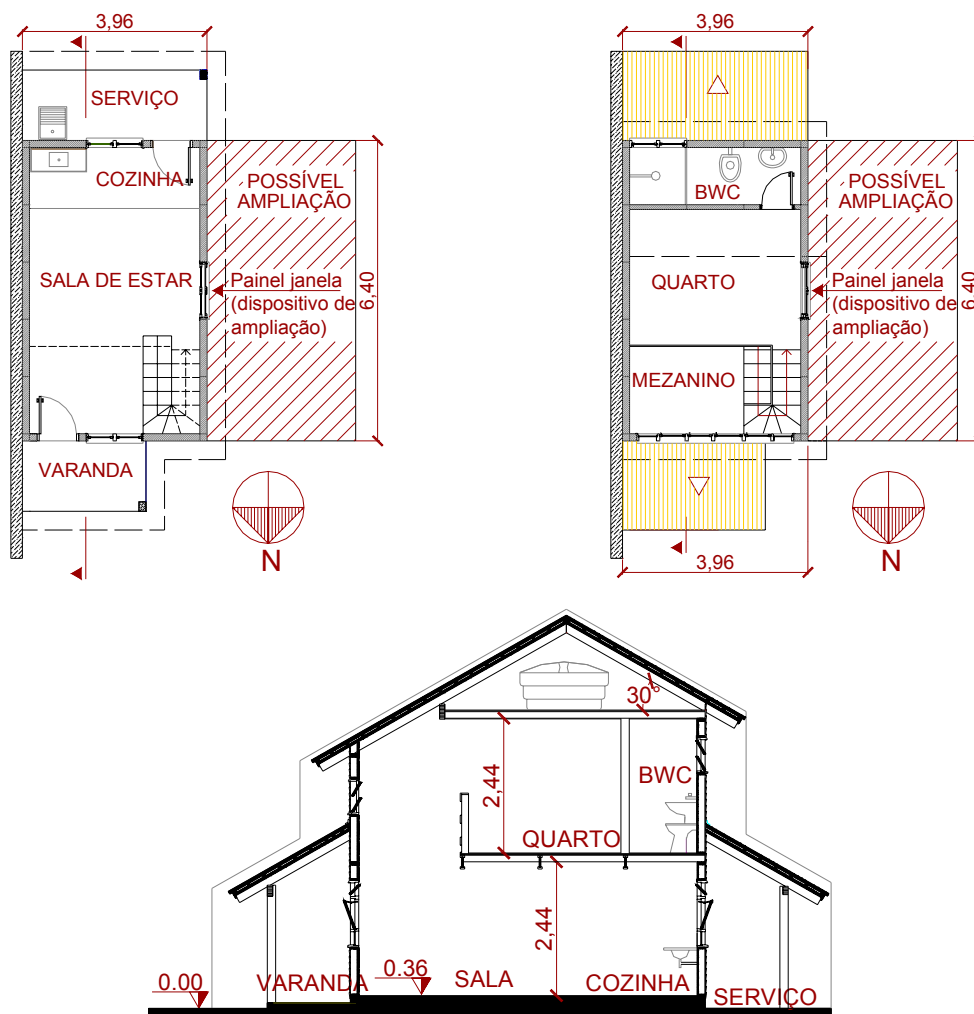 3,96
SERVIÇO
COZINHA
POSSÍVEL
AMPLIAÇÃO
SALA DE ESTAR
Painel janela
(dispositivo de
ampliação)
6,40
VARANDA
N
3,96
BWC
POSSÍVEL
AMPLIAÇÃO
QUARTO
Painel janela
(dispositivo de
ampliação)
6,40
MEZANINO
N
3,96
30°
2,44
BWC
QUARTO
2,44
0.00
VARANDA
0.36
SALA
COZINHA
SERVIÇO